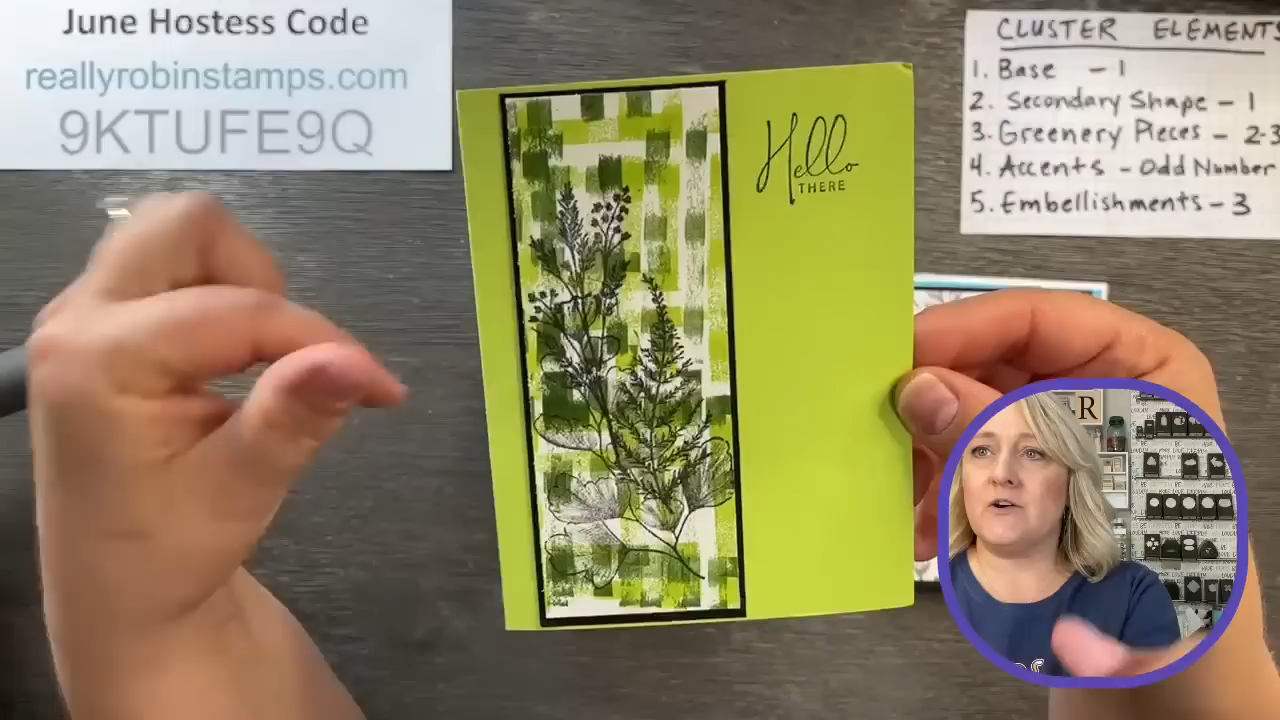 June Hostess Code
reallyrobinstamps.com
9KTUFE9Q
CLUSTER ELEMENTS
1. Base - 1
2. Secondary Shape - 1
3. Greenery Pieces - 2-3
4. Accents - Odd Number
5. Embellishments - 3
Hello
THERE
R